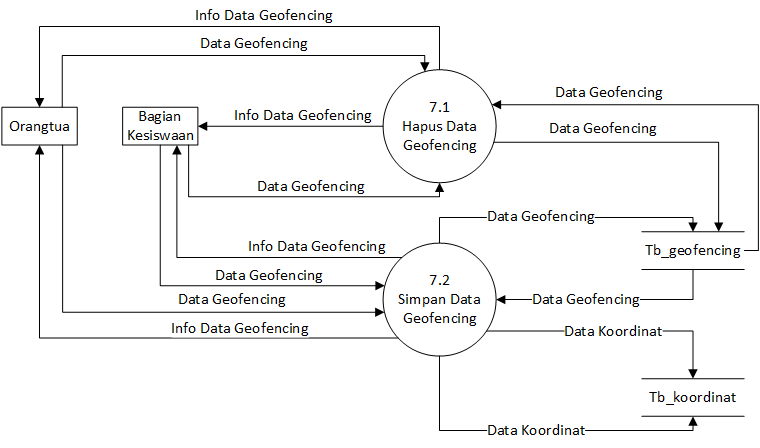 Info Data Geofencing
Data Geofencing
Data Geofencing
7.1
Hapus Data
Geofencing
Orangtua
Bagian
Kesiswaan
Info Data Geofencing
Data Geofencing
Data Geofencing
Data Geofencing
Info Data Geofencing
Tb_geofencing
Data Geofencing
7.2
Simpan Data
Geofencing
Data Geofencing
Data Geofencing
Info Data Geofencing
Data Koordinat
Tb_koordinat
Data Koordinat